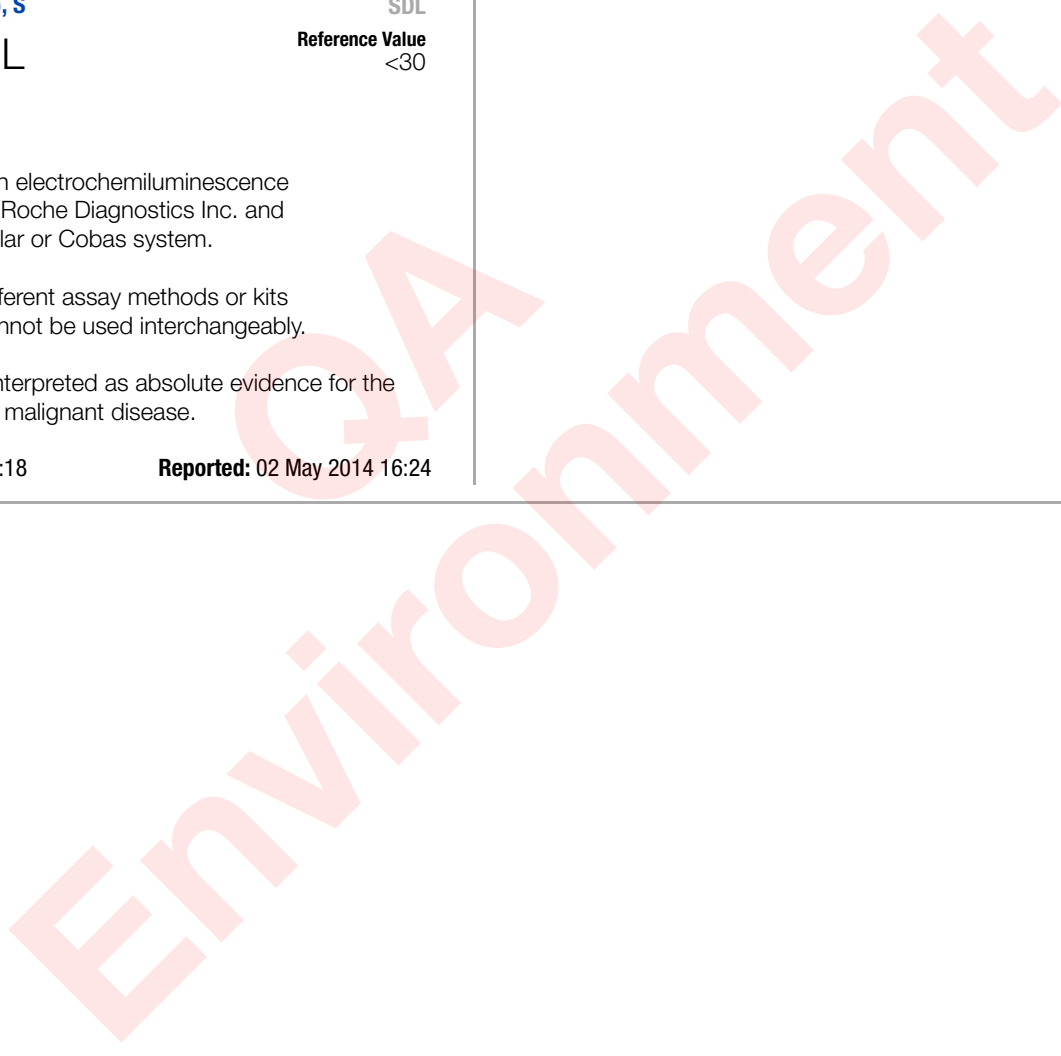 , S
SDL
L
Reference Value
<30
n electrochemiluminescence
Roche Diagnostics Inc. and
lar or Cobas system.
ferent assay methods or kits
nnot be used interchangeably.
nterpreted as absolute evidence for the
malignant disease.
:18
Reported: 02 May 2014 16:24
QA
Environment